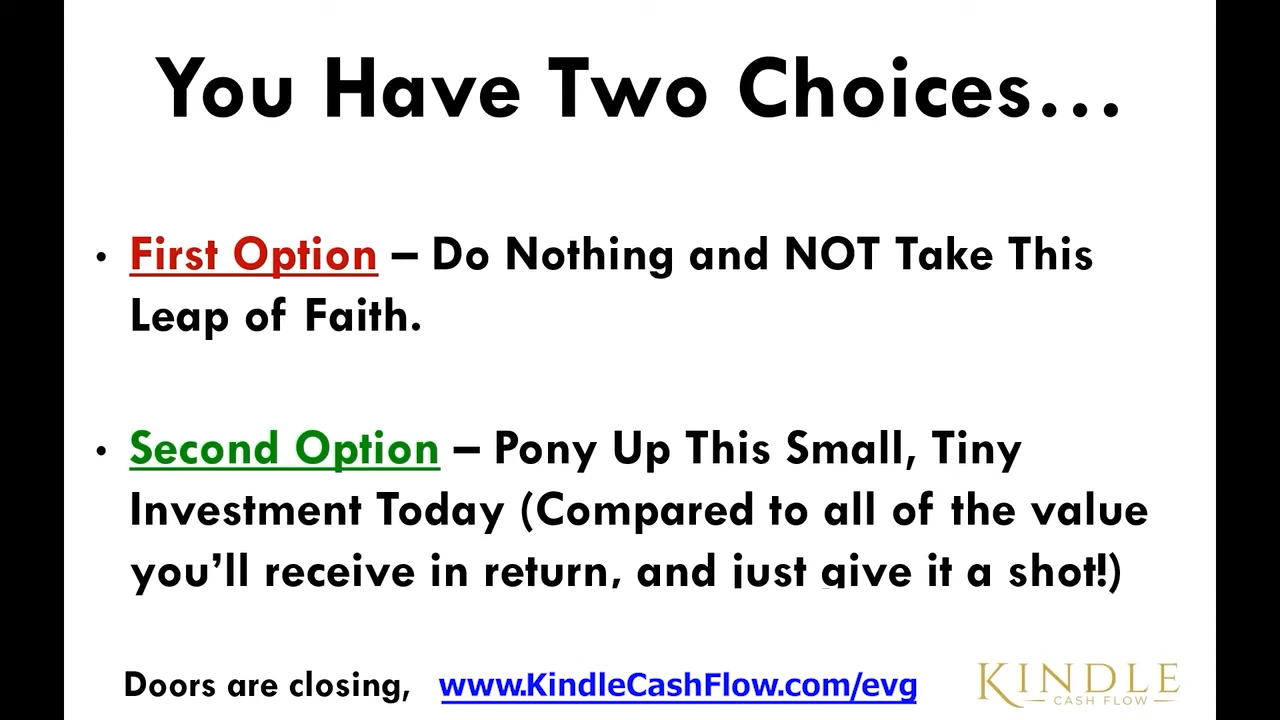 You Have Two Choices...
• First Option – Do Nothing and NOT Take This
Leap of Faith.
• Second Option – Pony Up This Small, Tiny
Investment Today (Compared to all of the value
you'll receive in return, and just give it a shot!)
Doors are closing, www.KindleCashFlow.com/evg
KINDLE
CASH FLOW